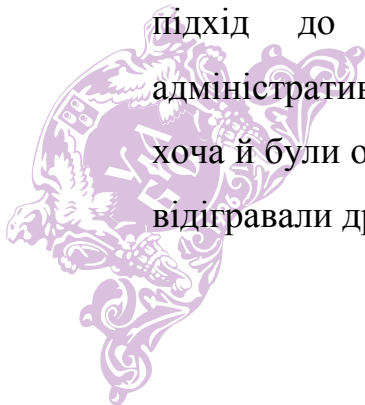 підхід до
адміністратив
хоча й були о
відігравали др